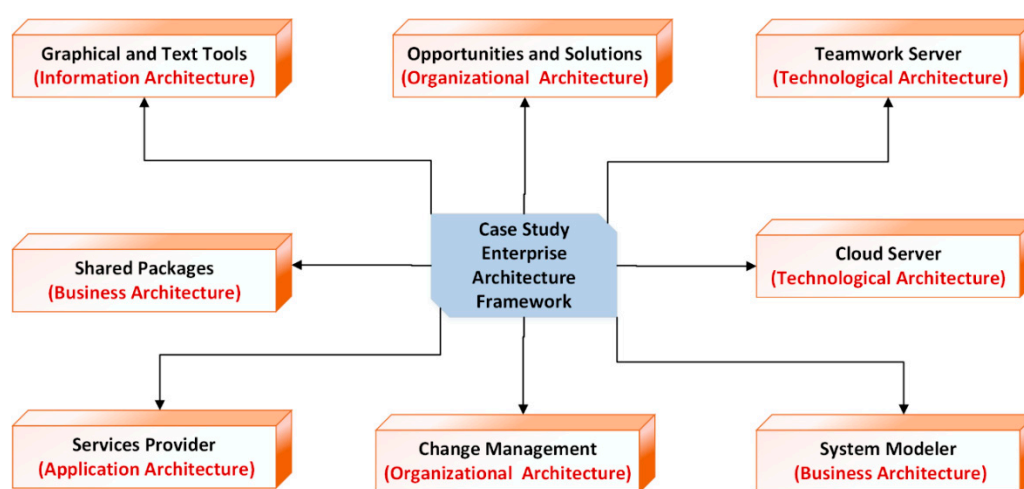 Graphical and Text Tools
(Information Architecture)
Opportunities and Solutions
(Organizational Architecture)
Teamwork Server
(Technological Architecture)
Case Study
Enterprise
Architecture
Framework
Shared Packages
(Business Architecture)
Cloud Server
(Technological Architecture)
Services Provider
(Application Architecture)
Change Management
(Organizational Architecture)
System Modeler
(Business Architecture)